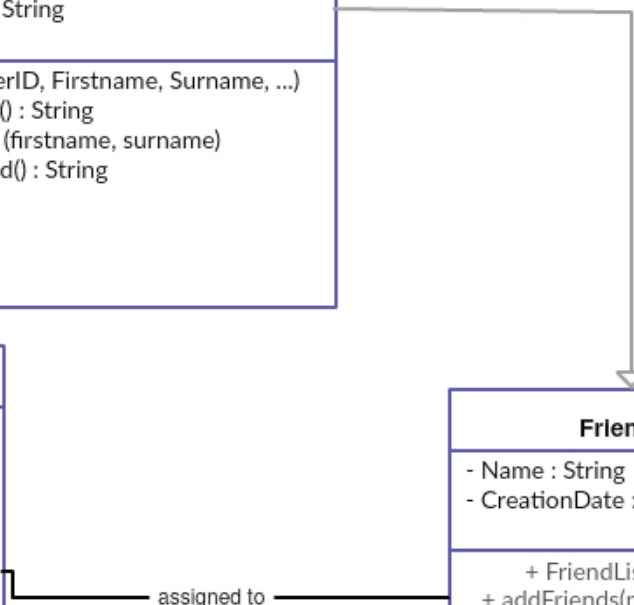 String
erID, Firstname, Surname, ...)
() : String
(firstname, surname)
d() : String
Frien
- Name : String
- CreationDate :
+ FriendLis
+ addFriends(
assigned to